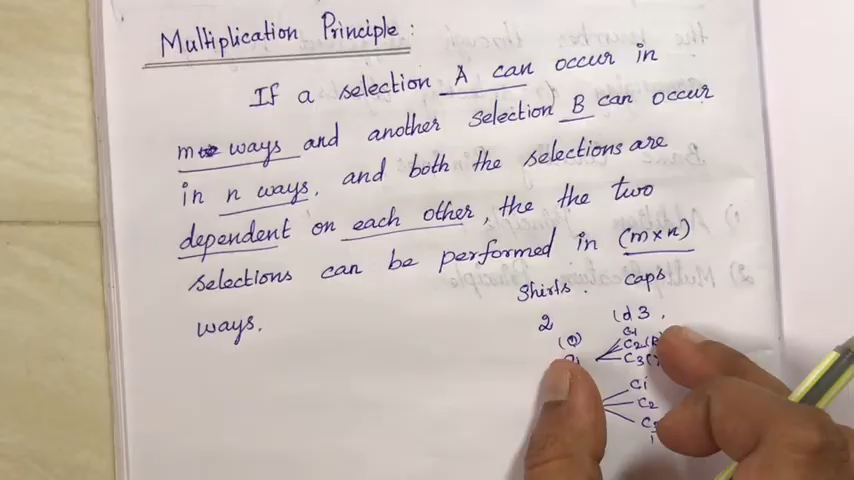 Multiplication Principle:
If a selection A can occur in
m ways and another selection B can occur
in n ways, and both the selections are
dependent on each other, the the two
selections can be performed in (m×n)
ways.
Shirts. caps
2 3.
C1
C2
C3
C1
C2